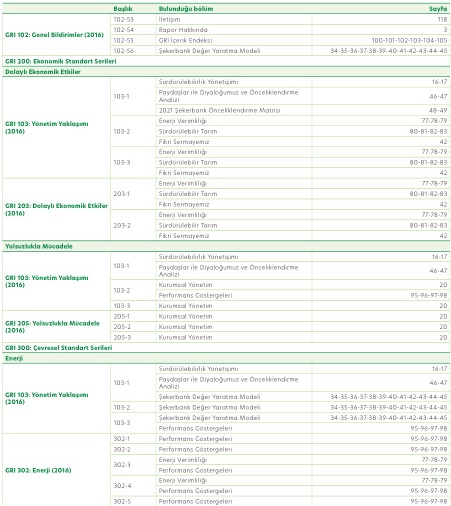 Başlık Bulunduğu bölüm Sayfa
GRI 102: Genel Bildirimler (2016)
102-53 İletişim 118
102-54 Rapor Hakkında 3
102-55 GRI İçerik Endeksi 100-101-102-103-104-105
102-56 Şekerbank Değer Yaratma Modeli 34-35-36-37-38-39-40-41-42-43-44-45
GRI 200: Ekonomik Standart Serileri
Dolaylı Ekonomik Etkiler
GRI 103: Yönetim Yaklaşımı
(2016)
103-1 Sürdürülebilirlik Yönetişimi 16-17
Paydaşlar ile Diyaloğumuz ve Önceliklendirme
Analizi 46-47
2021 Şekerbank Önceliklendirme Matrisi 48-49
103-2 Enerji Verimliliği 77-78-79
Sürdürülebilir Tarım 80-81-82-83
Fikri Sermayemiz 42
103-3 Enerji Verimliliği 77-78-79
Sürdürülebilir Tarım 80-81-82-83
Fikri Sermayemiz 42
GRI 203: Dolaylı Ekonomik Etkiler
(2016)
203-1 Enerji Verimliliği 77-78-79
Sürdürülebilir Tarım 80-81-82-83
Fikri Sermayemiz 42
203-2 Enerji Verimliliği 77-78-79
Sürdürülebilir Tarım 80-81-82-83
Fikri Sermayemiz 42
Yolsuzlukla Mücadele
GRI 103: Yönetim Yaklaşımı
(2016)
103-1 Sürdürülebilirlik Yönetişimi 16-17
Paydaşlar ile Diyaloğumuz ve Önceliklendirme
Analizi 46-47
103-2 Kurumsal Yönetim 20
Performans Göstergeleri 95-96-97-98
103-3 Kurumsal Yönetim 20
GRI 205: Yolsuzlukla Mücadele
(2016)
205-1 Kurumsal Yönetim 20
205-2 Kurumsal Yönetim 20
205-3 Kurumsal Yönetim 20
GRI 300: Çevresel Standart Serileri
Enerji
GRI 103: Yönetim Yaklaşımı
(2016)
103-1 Sürdürülebilirlik Yönetişimi 16-17
Paydaşlar ile Diyaloğumuz ve Önceliklendirme
Analizi 46-47
Şekerbank Değer Yaratma Modeli 34-35-36-37-38-39-40-41-42-43-44-45
103-2 Şekerbank Değer Yaratma Modeli 34-35-36-37-38-39-40-41-42-43-44-45
103-3 Şekerbank Değer Yaratma Modeli 34-35-36-37-38-39-40-41-42-43-44-45
Performans Göstergeleri 95-96-97-98
GRI 302: Enerji (2016)
302-1 Performans Göstergeleri 95-96-97-98
302-2 Performans Göstergeleri 95-96-97-98
302-3 Enerji Verimliliği 77-78-79
Performans Göstergeleri 95-96-97-98
302-4 Enerji Verimliliği 77-78-79
Performans Göstergeleri 95-96-97-98
302-5 Performans Göstergeleri 95-96-97-98